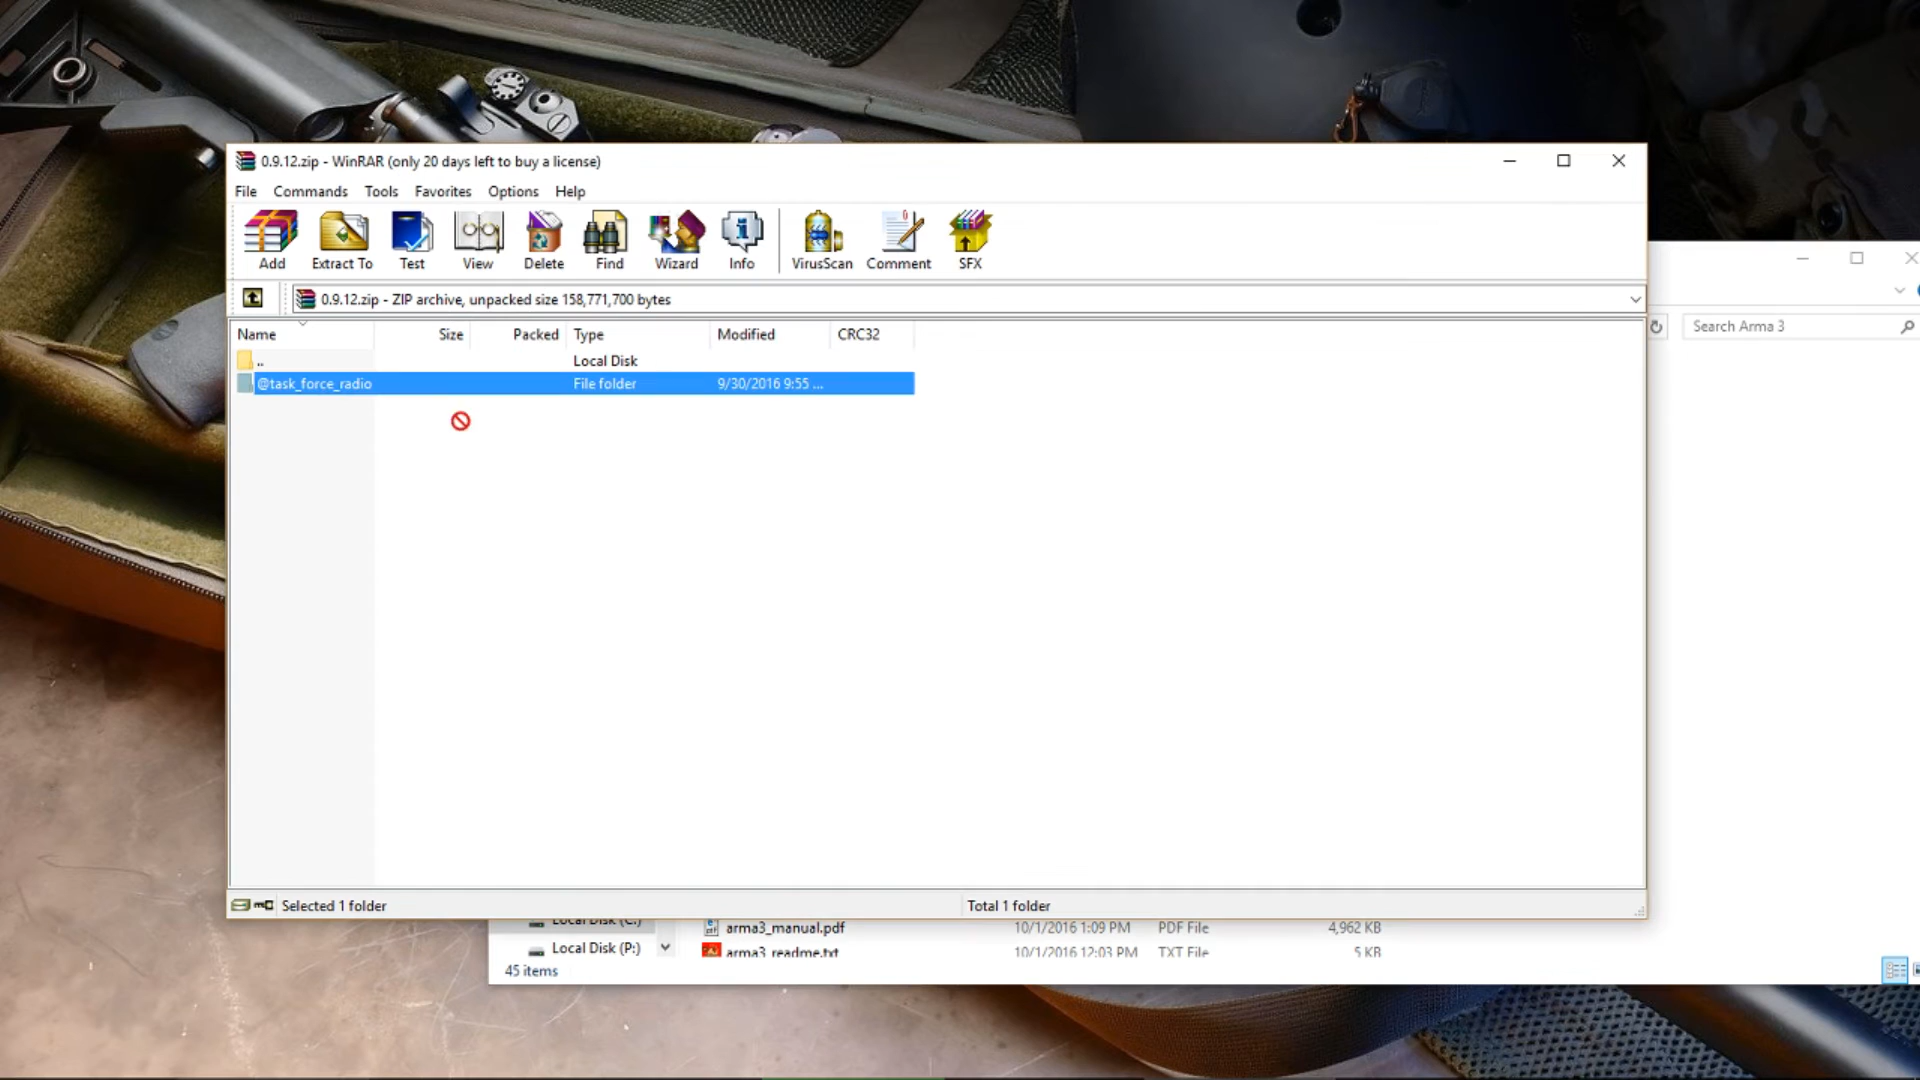 0.9.12.zip - WinRAR (only 20 days left to buy a license)
File Commands Tools Favorites Options Help
Add Extract To Test View Delete Find Wizard Info VirusScan Comment SFX
0.9.12.zip - ZIP archive, unpacked size 158,771,700 bytes
Search Arma 3
Name Size Packed Type Modified CRC32
.. Local Disk
@task_force_radio File folder 9/30/2016 9:55 ...
Selected 1 folder Total 1 folder
Local Disk (C:) arma3_manual.pdf 10/1/2016 1:09 PM PDF File 4,962 KB
Local Disk (P:) arma3_readme.txt 10/1/2016 12:03 PM TXT File 5 KB
45 items